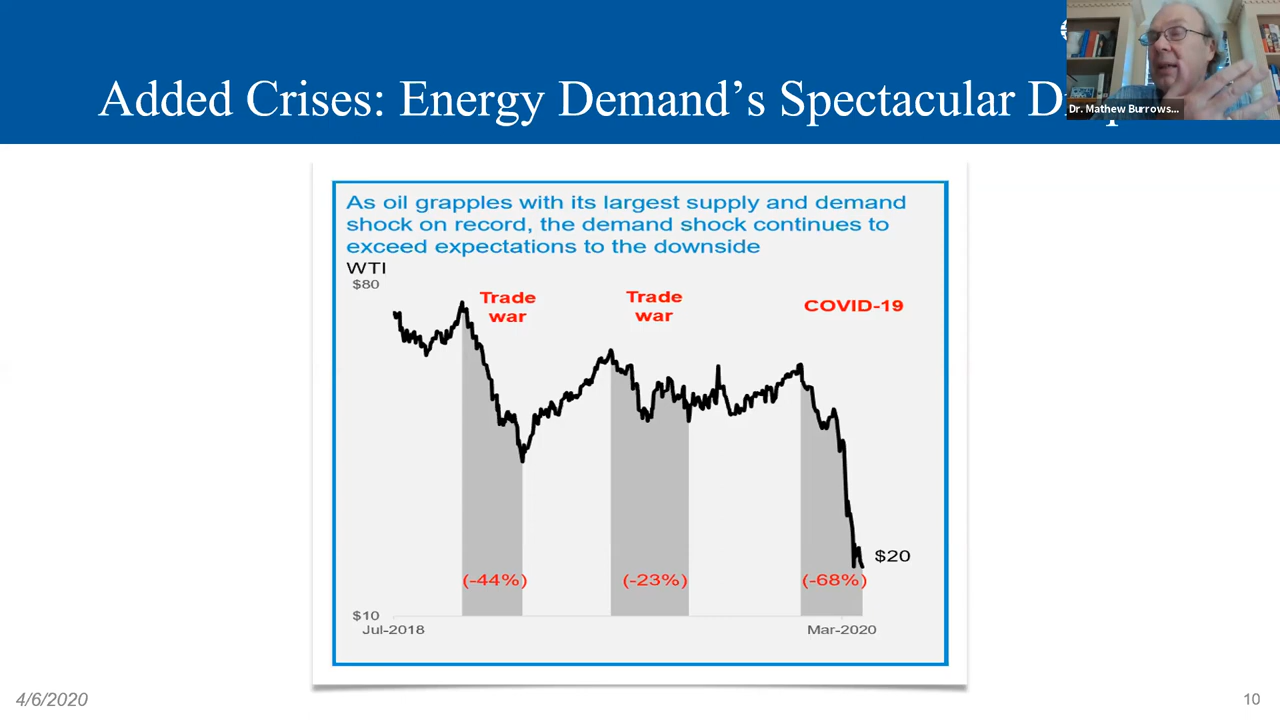 Added Crises: Energy Demand's Spectacular
Dr. Mathew Burrows...
As oil grapples with its largest supply and demand
shock on record, the demand shock continues to
exceed expectations to the downside
WTI
$80
Trade
war
Trade
war
COVID-19
$20
(-44%)
(-23%)
(-68%)
$10
Jul-2018
Mar-2020
4/6/2020
10